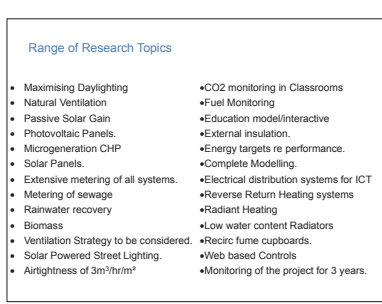 Range of Research Topics
• Maximising Daylighting
• Natural Ventilation
• Passive Solar Gain
• Photovoltaic Panels.
• Microgeneration CHP
• Solar Panels.
• Extensive metering of all systems.
• Metering of sewage
• Rainwater recovery
• Biomass
• Ventilation Strategy to be considered.
• Solar Powered Street Lighting.
• Airtightness of 3m³/hr/m²
•CO2 monitoring in Classrooms
•Fuel Monitoring
•Education model/interactive
•External insulation.
•Energy targets re performance.
•Complete Modelling.
•Electrical distribution systems for ICT
•Reverse Return Heating systems
•Radiant Heating
•Low water content Radiators
•Recirc fume cupboards.
•Web based Controls
•Monitoring of the project for 3 years.